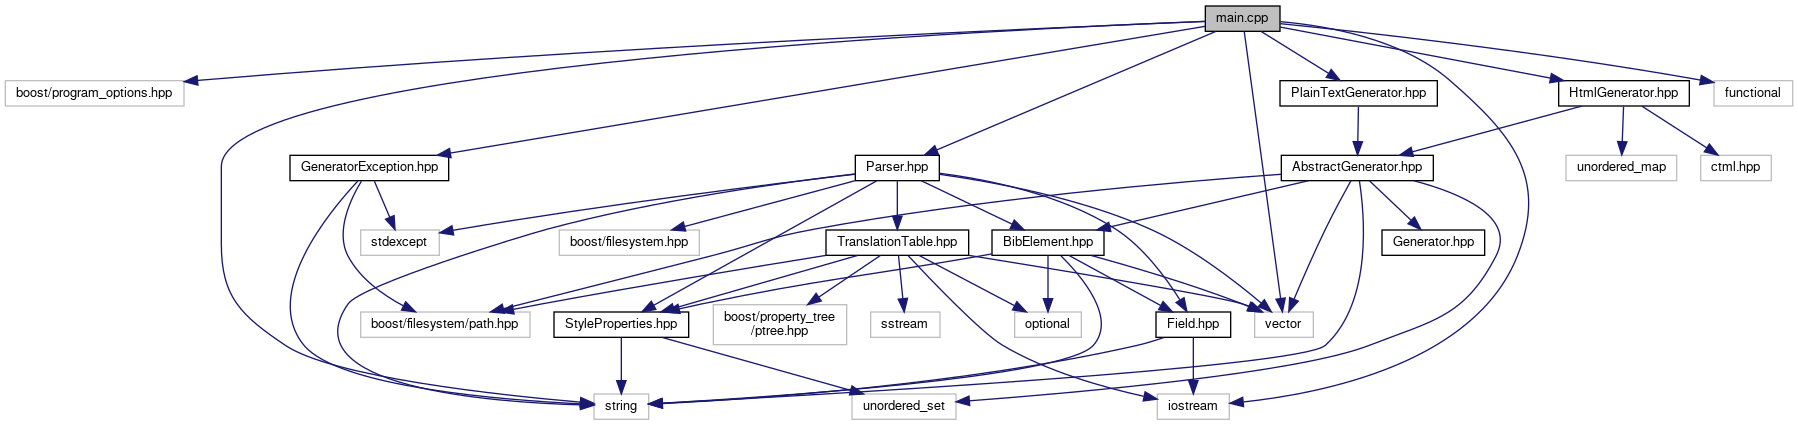 main.cpp
boost/program_options.hpp
PlainTextGenerator.hpp
HtmlGenerator.hpp
functional
GeneratorException.hpp
Parser.hpp
AbstractGenerator.hpp
unordered_map
ctml.hpp
stdexcept
boost/filesystem.hpp
TranslationTable.hpp
BibElement.hpp
Generator.hpp
boost/filesystem/path.hpp
StyleProperties.hpp
boost/property_tree
/ptree.hpp
sstream
optional
Field.hpp
vector
string
unordered_set
iostream